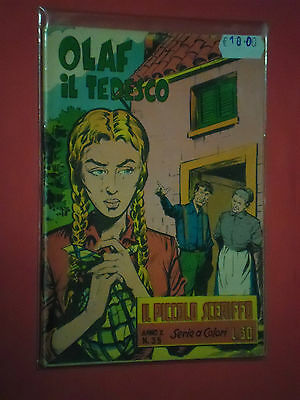 € 18.00
OLAF
IL TEDESCO
IL PICCOLO SCERIFFO
ANNO X
N. 35
Serie a Colori
L.30